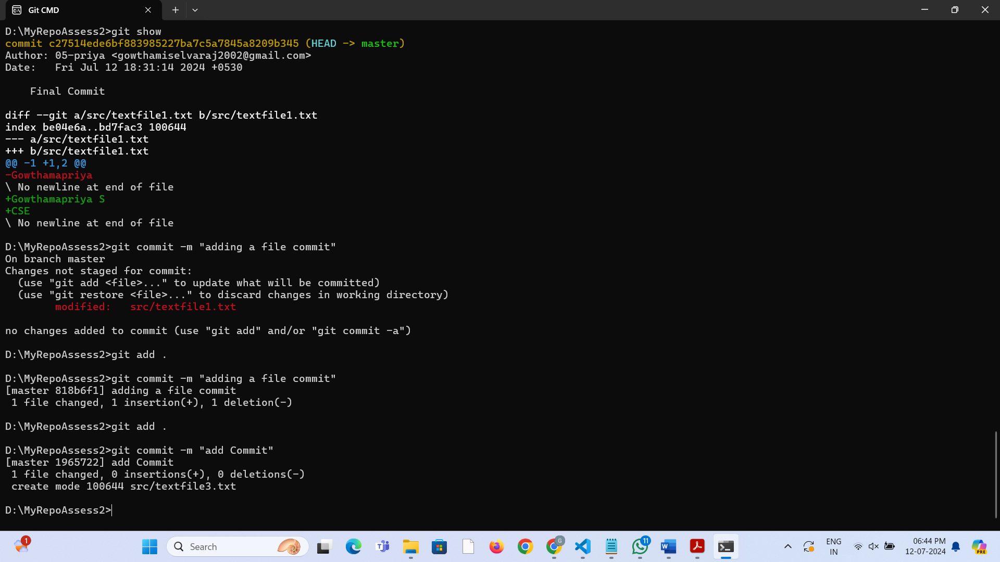 Git CMD
D:\MyRepoAssess2>git show
commit c27514ede6bf883985227ba7c5a7845a8209b345 (HEAD -> master)
Author: 05-priya <gowthamiselvaraj2002@gmail.com>
Date:   Fri Jul 12 18:31:14 2024 +0530
    Final Commit
diff --git a/src/textfile1.txt b/src/textfile1.txt
index be04e6a..bd7fac3 100644
--- a/src/textfile1.txt
+++ b/src/textfile1.txt
@@ -1 +1,2 @@
-Gowthamapriya
\ No newline at end of file
+Gowthamapriya S
+CSE
\ No newline at end of file
D:\MyRepoAssess2>git commit -m "adding a file commit"
On branch master
Changes not staged for commit:
  (use "git add <file>..." to update what will be committed)
  (use "git restore <file>..." to discard changes in working directory)
        modified:   src/textfile1.txt
no changes added to commit (use "git add" and/or "git commit -a")
D:\MyRepoAssess2>git add .
D:\MyRepoAssess2>git commit -m "adding a file commit"
[master 818b6f1] adding a file commit
 1 file changed, 1 insertion(+), 1 deletion(-)
D:\MyRepoAssess2>git add .
D:\MyRepoAssess2>git commit -m "add Commit"
[master 1965722] add Commit
 1 file changed, 0 insertions(+), 0 deletions(-)
 create mode 100644 src/textfile3.txt
D:\MyRepoAssess2>
1
Search
G
11
ENG
IN
06:44 PM
12-07-2024
PRE